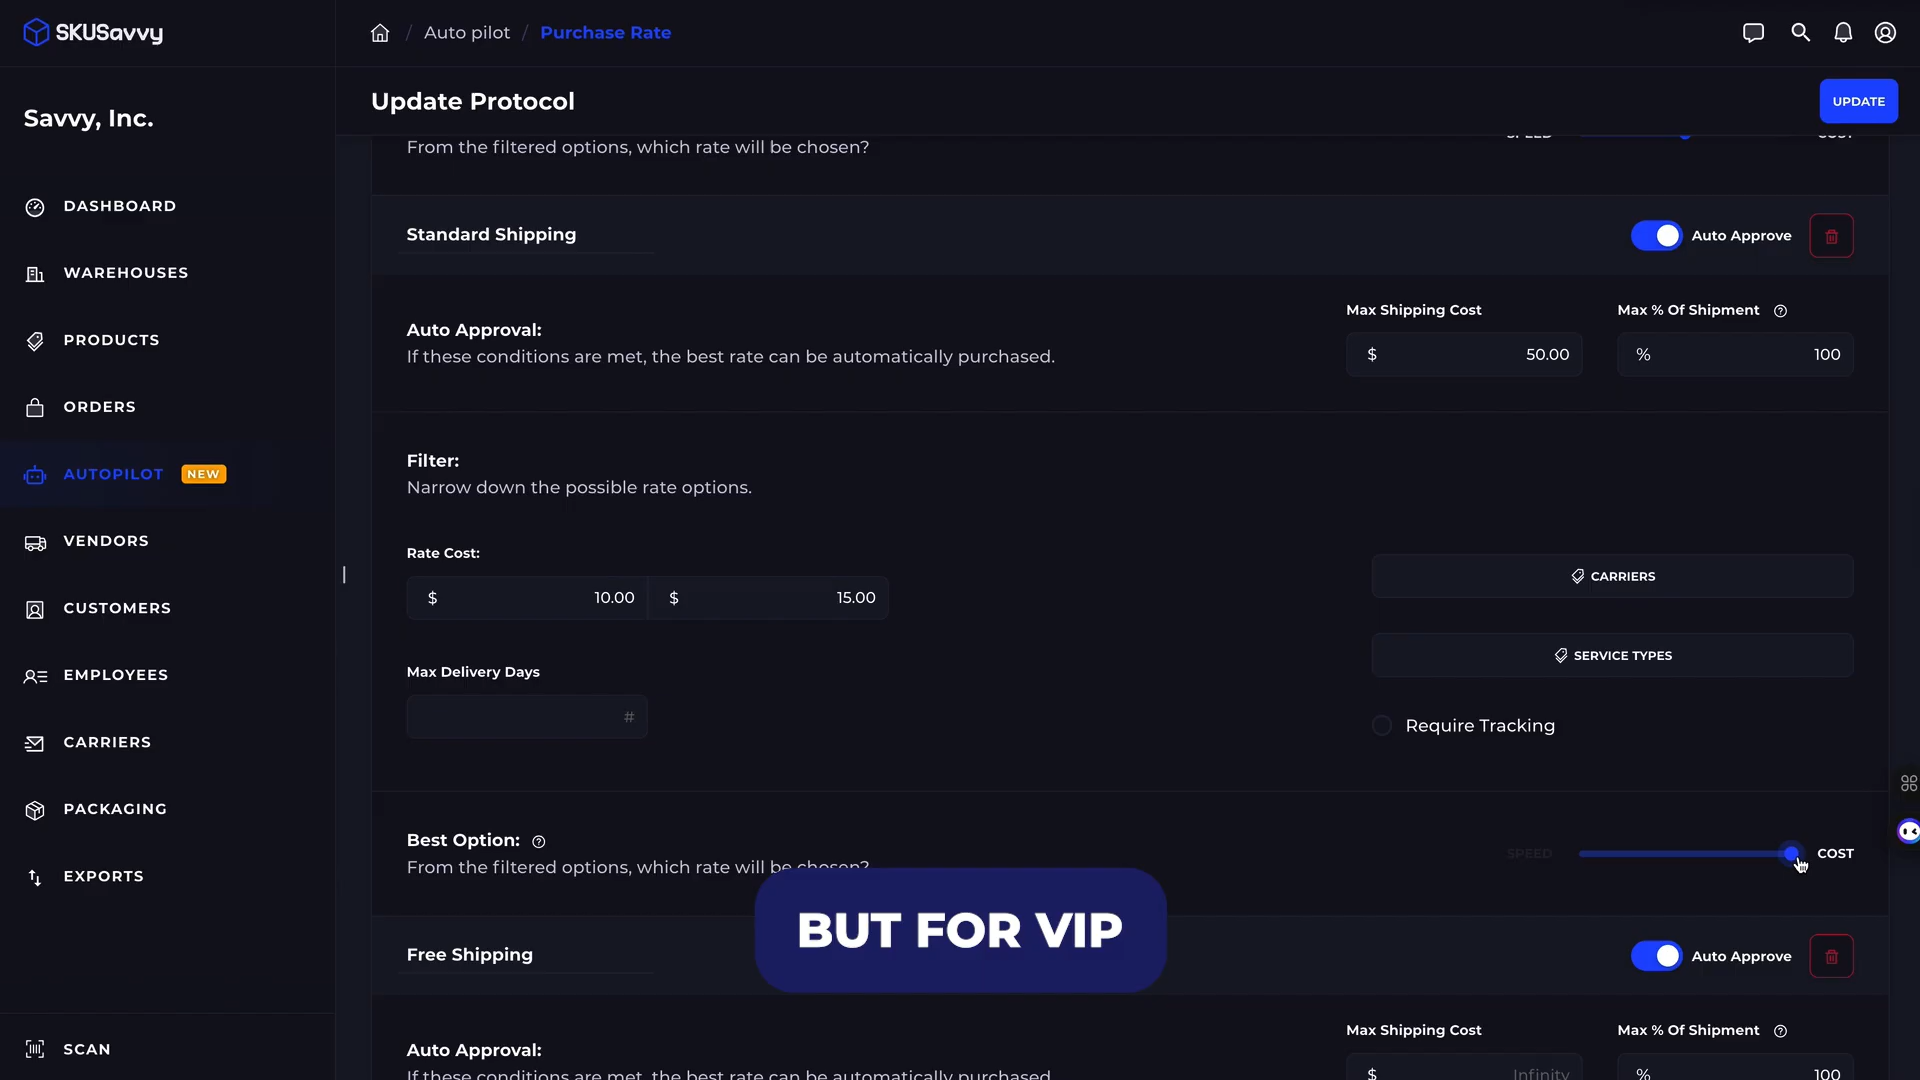 SKUSavvy
/ Auto pilot / Purchase Rate
Savvy, Inc.
Update Protocol
UPDATE
SPEED
COST
From the filtered options, which rate will be chosen?
DASHBOARD
WAREHOUSES
PRODUCTS
ORDERS
AUTOPILOT NEW
VENDORS
CUSTOMERS
EMPLOYEES
CARRIERS
PACKAGING
EXPORTS
SCAN
Standard Shipping
Auto Approve
Auto Approval:
If these conditions are met, the best rate can be automatically purchased.
Max Shipping Cost
$ 50.00
Max % Of Shipment
% 100
Filter:
Narrow down the possible rate options.
Rate Cost:
$ 10.00 $ 15.00
CARRIERS
SERVICE TYPES
Max Delivery Days
#
Require Tracking
Best Option:
From the filtered options, which rate will be chosen?
SPEED
COST
BUT FOR VIP
Free Shipping
Auto Approve
Auto Approval:
If these conditions are met, the best rate can be automatically purchased.
Max Shipping Cost
$ Infinity
Max % Of Shipment
% 100